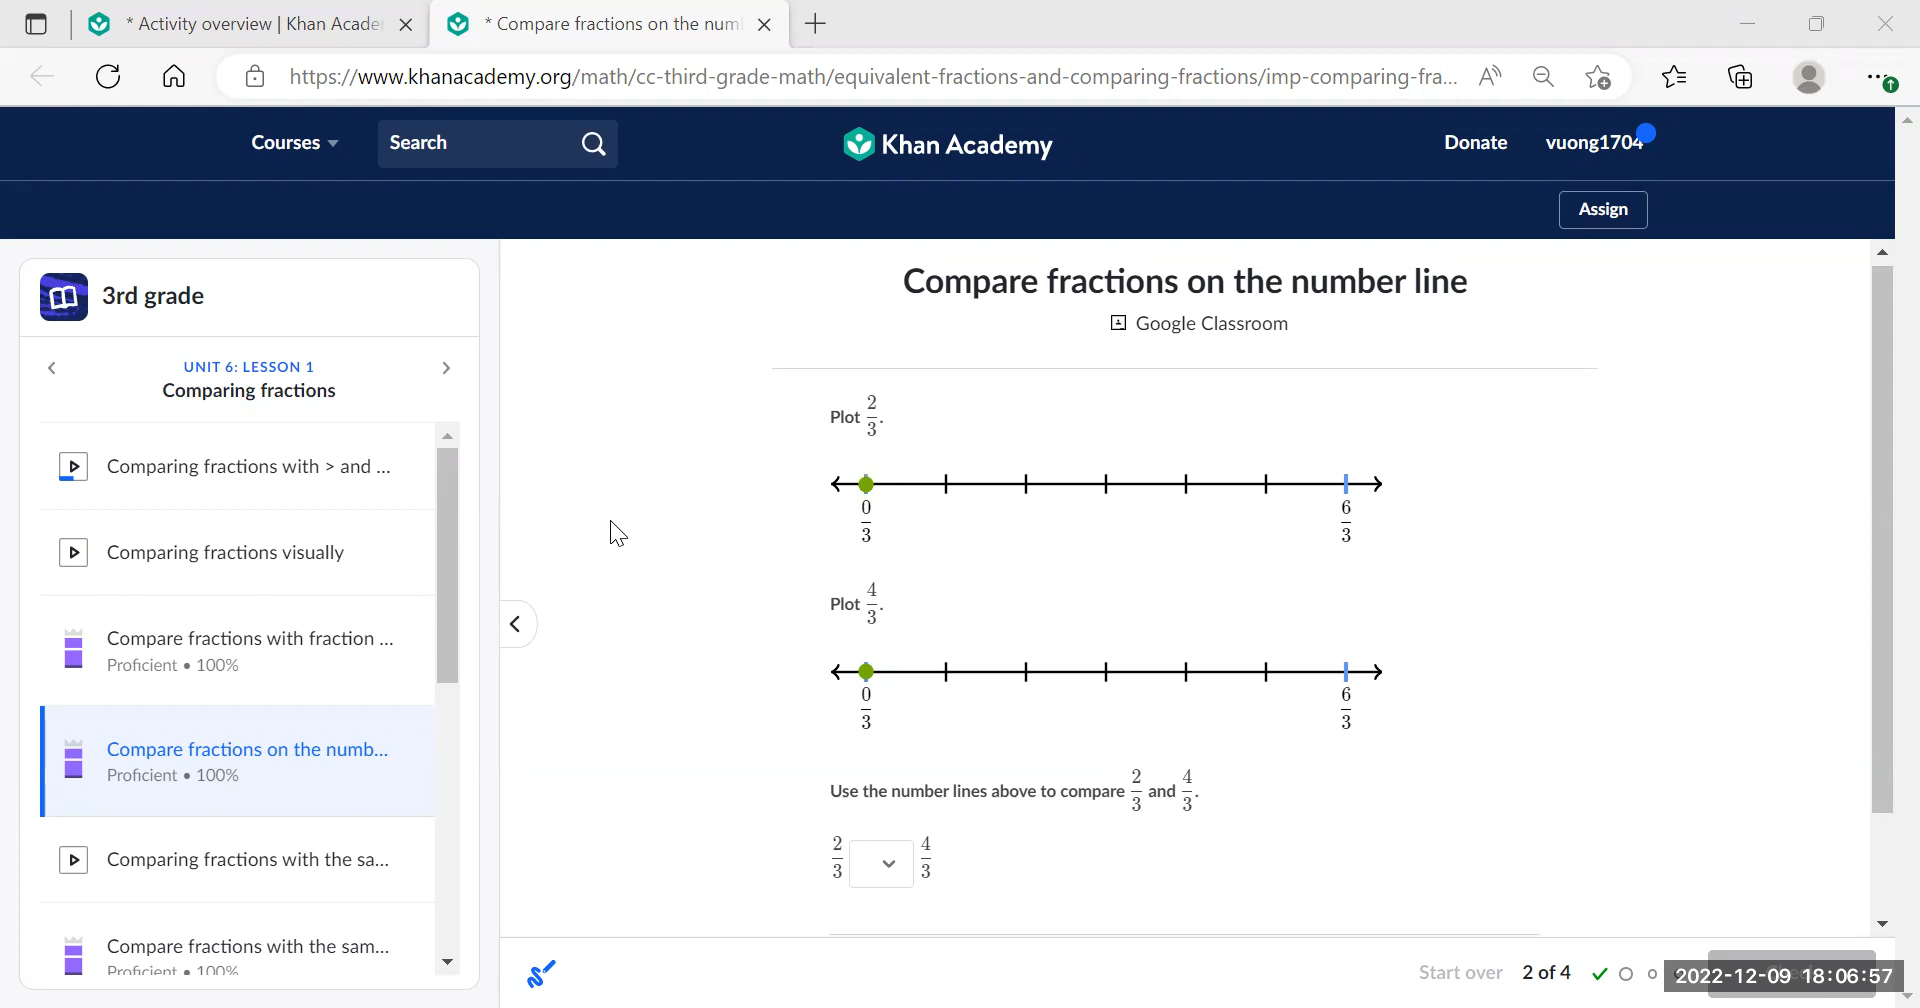 * Activity overview | Khan Acade
* Compare fractions on the num
https://www.khanacademy.org/math/cc-third-grade-math/equivalent-fractions-and-comparing-fractions/imp-comparing-fra...
Courses
Search
Khan Academy
Donate
vuong1704
Assign
3rd grade
UNIT 6: LESSON 1
Comparing fractions
Comparing fractions with > and ...
Comparing fractions visually
Compare fractions with fraction ...
Proficient • 100%
Compare fractions on the numb...
Proficient • 100%
Comparing fractions with the sa...
Compare fractions with the sam...
Proficient • 100%
Compare fractions on the number line
Google Classroom
Plot 2/3.
0/3 6/3
Plot 4/3.
0/3 6/3
Use the number lines above to compare 2/3 and 4/3.
2/3 4/3
Start over
2 of 4
2022-12-09 18:06:57